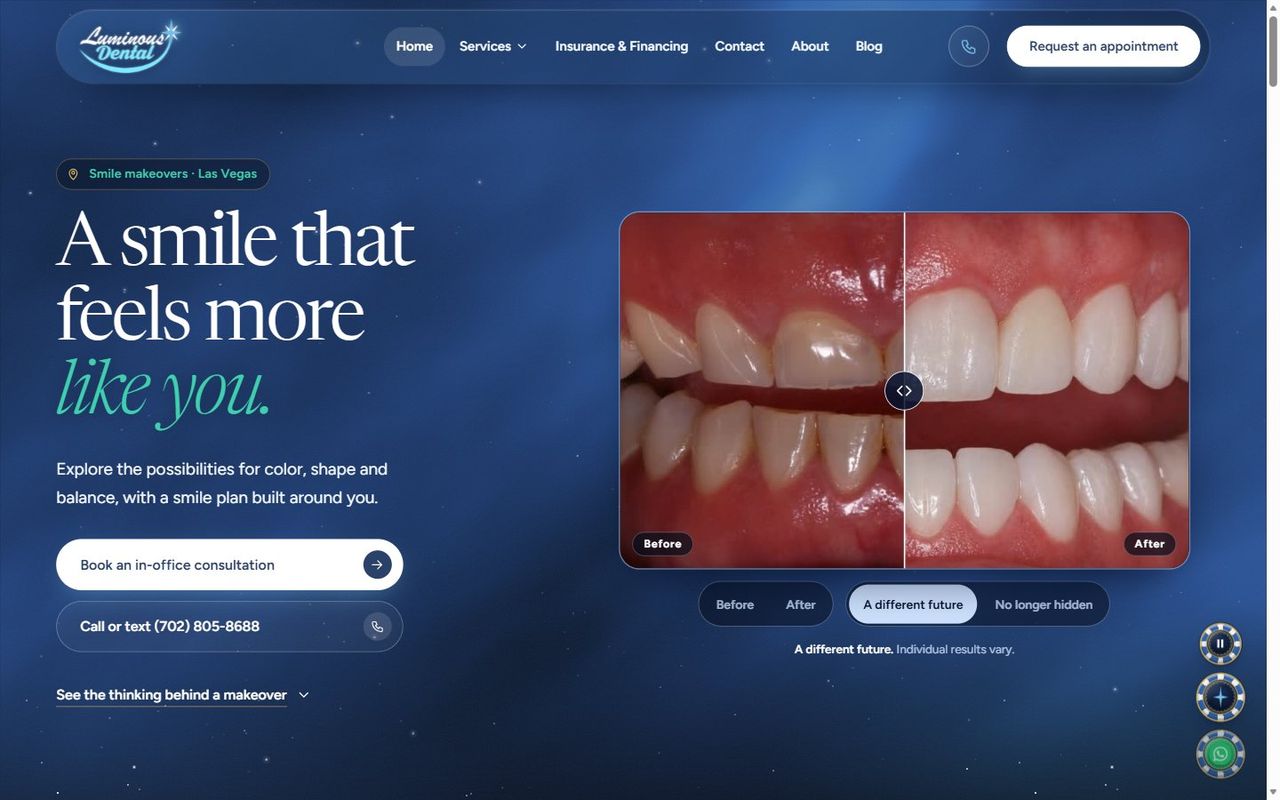 Luminous
Dental
Home
Services
Insurance & Financing
Contact
About
Blog
Request an appointment
Smile makeovers · Las Vegas
A smile that
feels more
like you.
Explore the possibilities for color, shape and
balance, with a smile plan built around you.
Book an in-office consultation
Call or text (702) 805-8688
See the thinking behind a makeover
Before
After
Before
After
A different future
No longer hidden
A different future. Individual results vary.